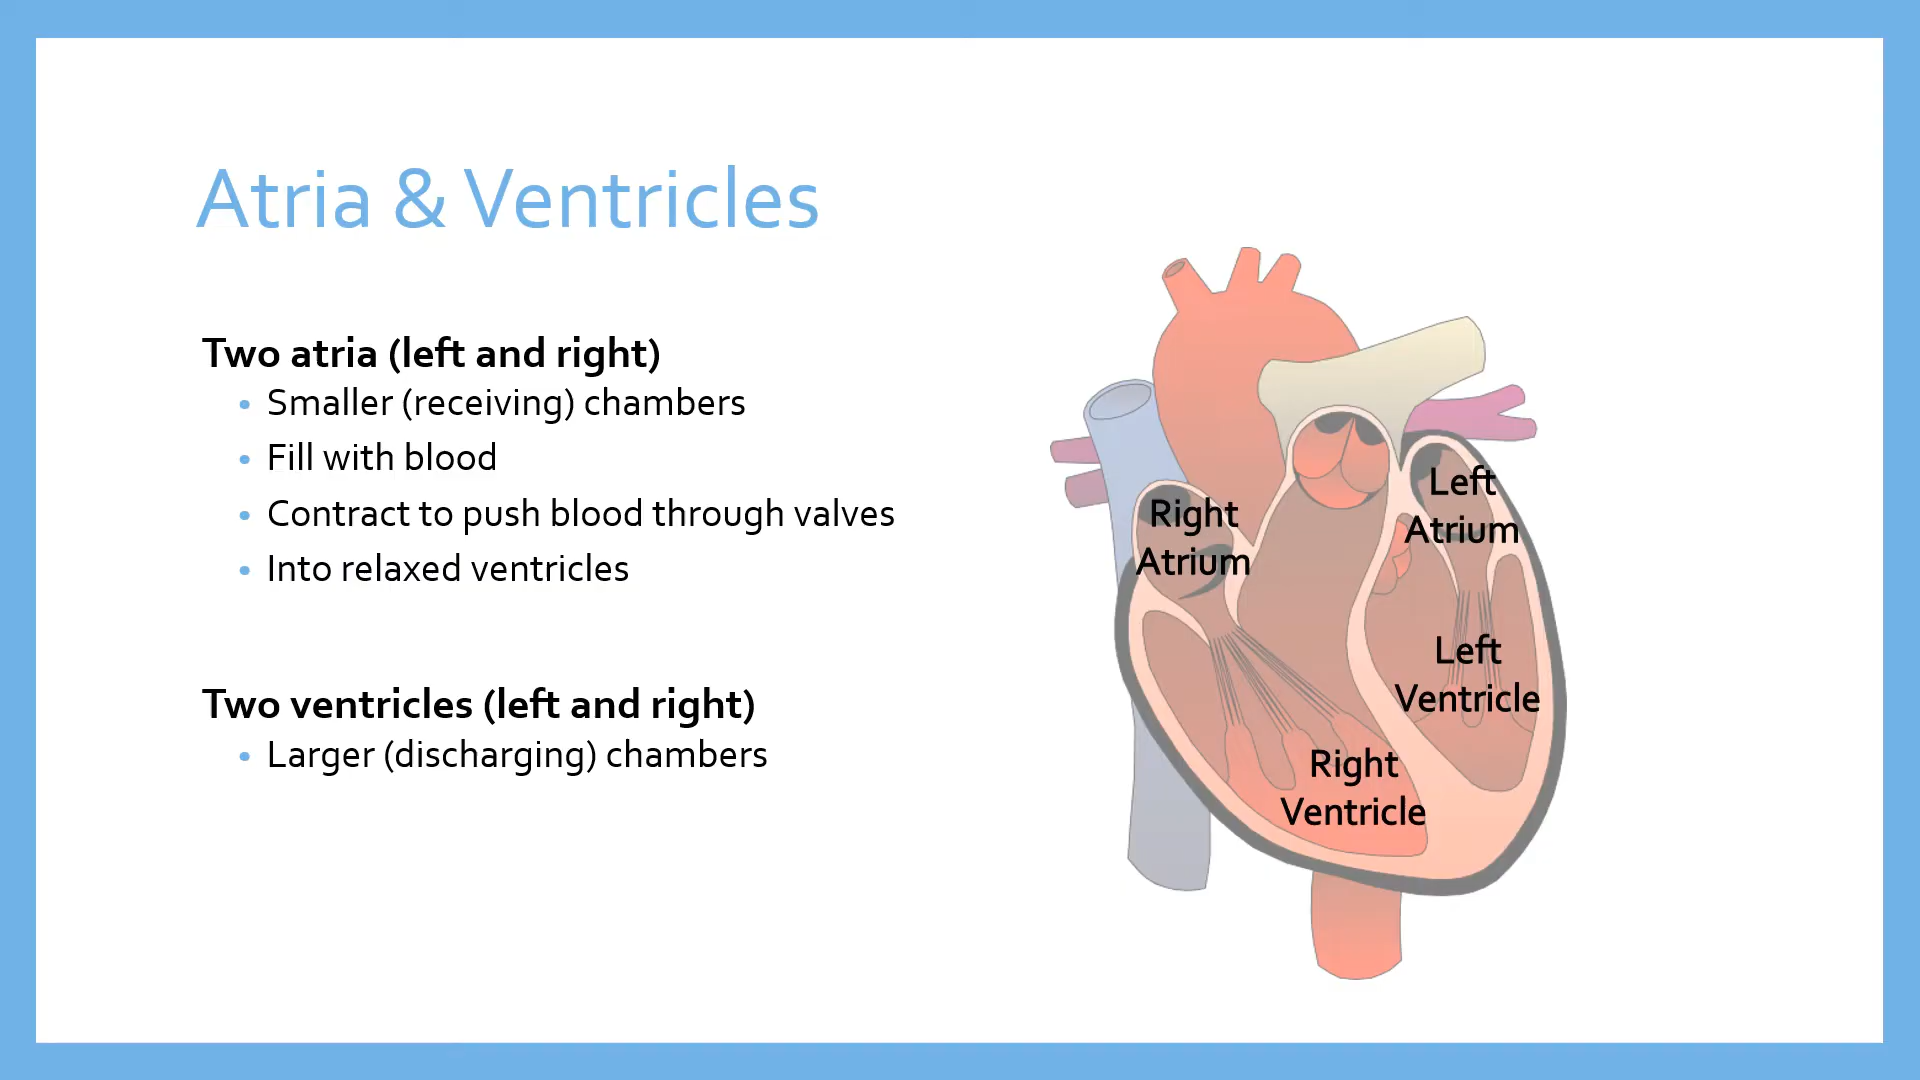 Atria & Ventricles
Two atria (left and right)
• Smaller (receiving) chambers
• Fill with blood
• Contract to push blood through valves
• Into relaxed ventricles
Two ventricles (left and right)
• Larger (discharging) chambers
Right
Atrium
Left
Atrium
Left
Ventricle
Right
Ventricle